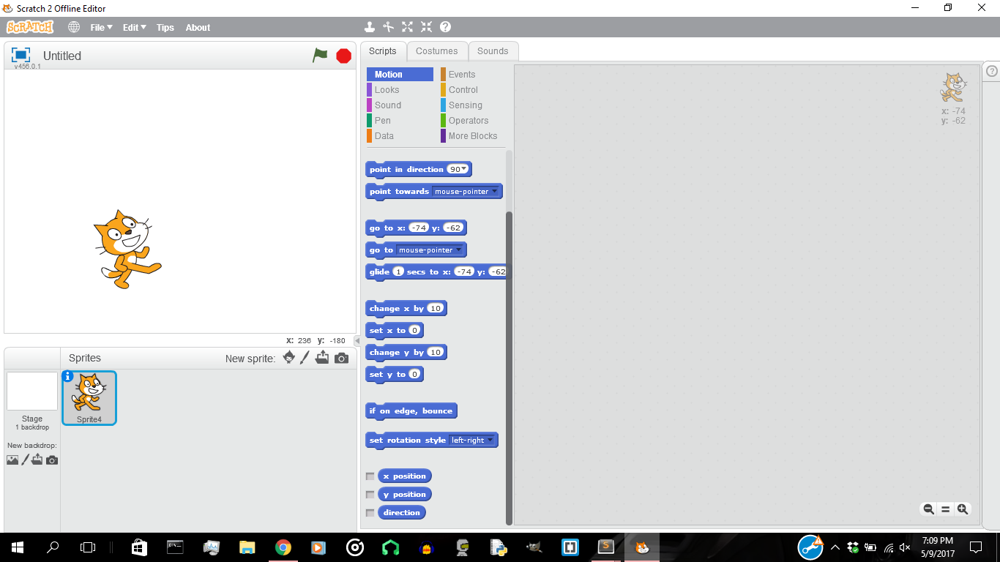 Scratch 2 Offline Editor
SCRATCH File Edit Tips About
Untitled
v456.0.1
x: 236 y: -180
Sprites New sprite:
Stage
1 backdrop
New backdrop:
Sprite4
Scripts Costumes Sounds
Motion Events
Looks Control
Sound Sensing
Pen Operators
Data More Blocks
point in direction 90
point towards mouse-pointer
go to x: -74 y: -62
go to mouse-pointer
glide 1 secs to x: -74 y: -62
change x by 10
set x to 0
change y by 10
set y to 0
if on edge, bounce
set rotation style left-right
x position
y position
direction
x: -74
y: -62
7:09 PM
5/9/2017